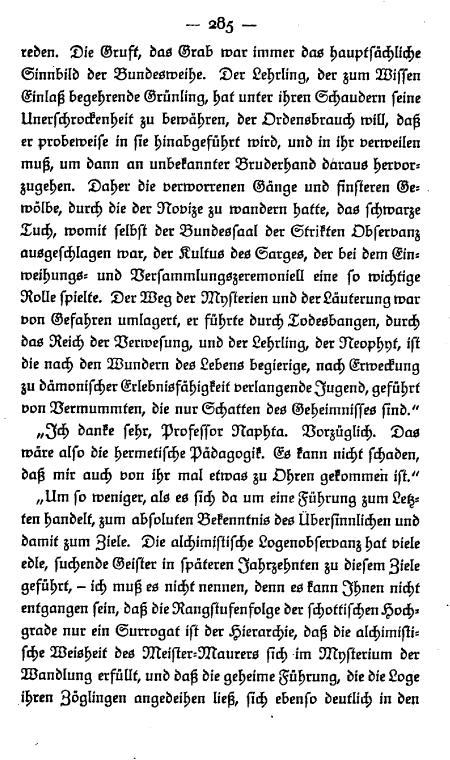 — 285 —
reden. Die Gruft, das Grab war immer das hauptsächliche
Sinnbild der Bundesweihe. Der Lehrling, der zum Wissen
Einlaß begehrende Grünling, hat unter ihren Schaudern seine
Unerschrockenheit zu bewähren, der Ordensbrauch will, daß
er probeweise in sie hinabgeführt wird, und in ihr verweilen
muß, um dann an unbekannter Bruderhand daraus hervor-
zugehen. Daher die verworrenen Gänge und finsteren Ge-
wölbe, durch die der Novize zu wandern hatte, das schwarze
Tuch, womit selbst der Bundessaal der Strikten Observanz
ausgeschlagen war, der Kultus des Sarges, der bei dem Ein-
weihungs- und Versammlungszeremoniell eine so wichtige
Rolle spielte. Der Weg der Mysterien und der Läuterung war
von Gefahren umlagert, er führte durch Todesbangen, durch
das Reich der Verwesung, und der Lehrling, der Neophyt, ist
die nach den Wundern des Lebens begierige, nach Erweckung
zu dämonischer Erlebnisfähigkeit verlangende Jugend, geführt
von Vermummten, die nur Schatten des Geheimnisses sind.“
„Ich danke sehr, Professor Naphta. Vorzüglich. Das
wäre also die hermetische Pädagogik. Es kann nicht schaden,
daß mir auch von ihr mal etwas zu Ohren gekommen ist.“
„Um so weniger, als es sich da um eine Führung zum Letz-
ten handelt, zum absoluten Bekenntnis des Übersinnlichen und
damit zum Ziele. Die alchimistische Logenobservanz hat viele
edle, suchende Geister in späteren Jahrzehnten zu diesem Ziele
geführt, – ich muß es nicht nennen, denn es kann Ihnen nicht
entgangen sein, daß die Rangstufenfolge der schottischen Hoch-
grade nur ein Surrogat ist der Hierarchie, daß die alchimisti-
sche Weisheit des Meister-Maurers sich im Mysterium der
Wandlung erfüllt, und daß die geheime Führung, die die Loge
ihren Zöglingen angedeihen ließ, sich ebenso deutlich in den